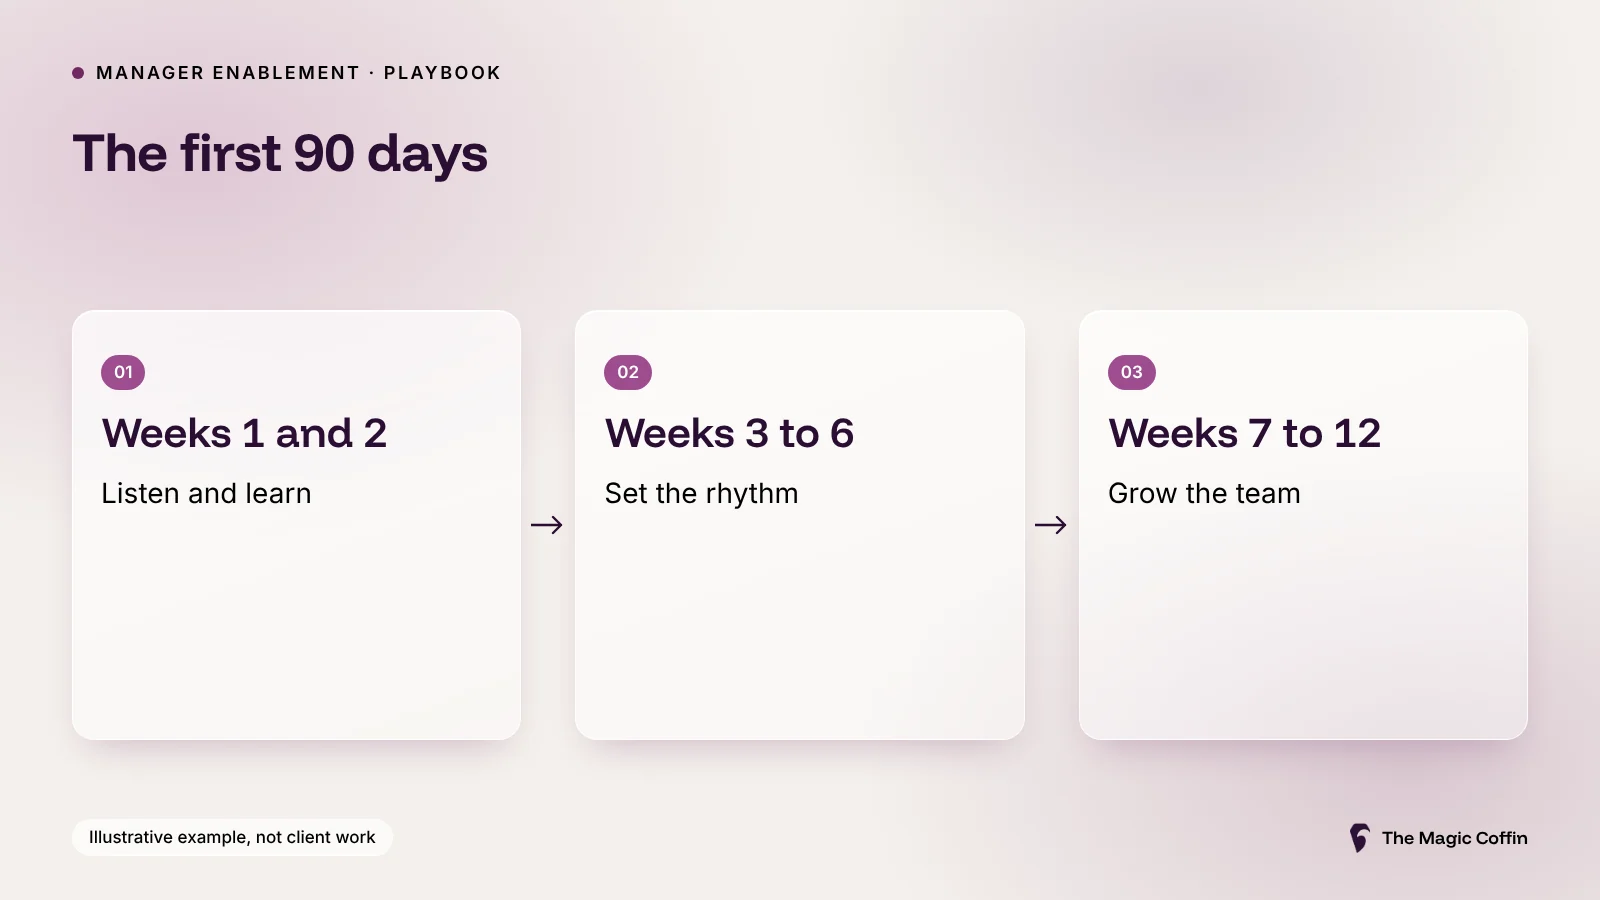 MANAGER ENABLEMENT · PLAYBOOK
The first 90 days
01
Weeks 1 and 2
Listen and learn
→
02
Weeks 3 to 6
Set the rhythm
→
03
Weeks 7 to 12
Grow the team
Illustrative example, not client work
The Magic Coffin